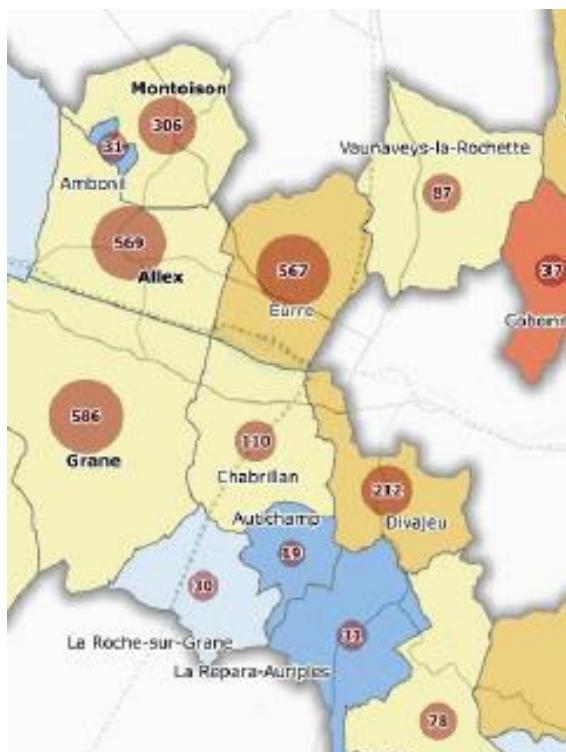 Montoison
306
31
Vaunaveys-la-Rochette
Ambonil
87
569
Allex
567
37
Eurre
586
Grane
110
Chabrillan
212
Autichamp
Divajeu
19
30
La Roche-sur-Grane
La Répara-Auriples
78